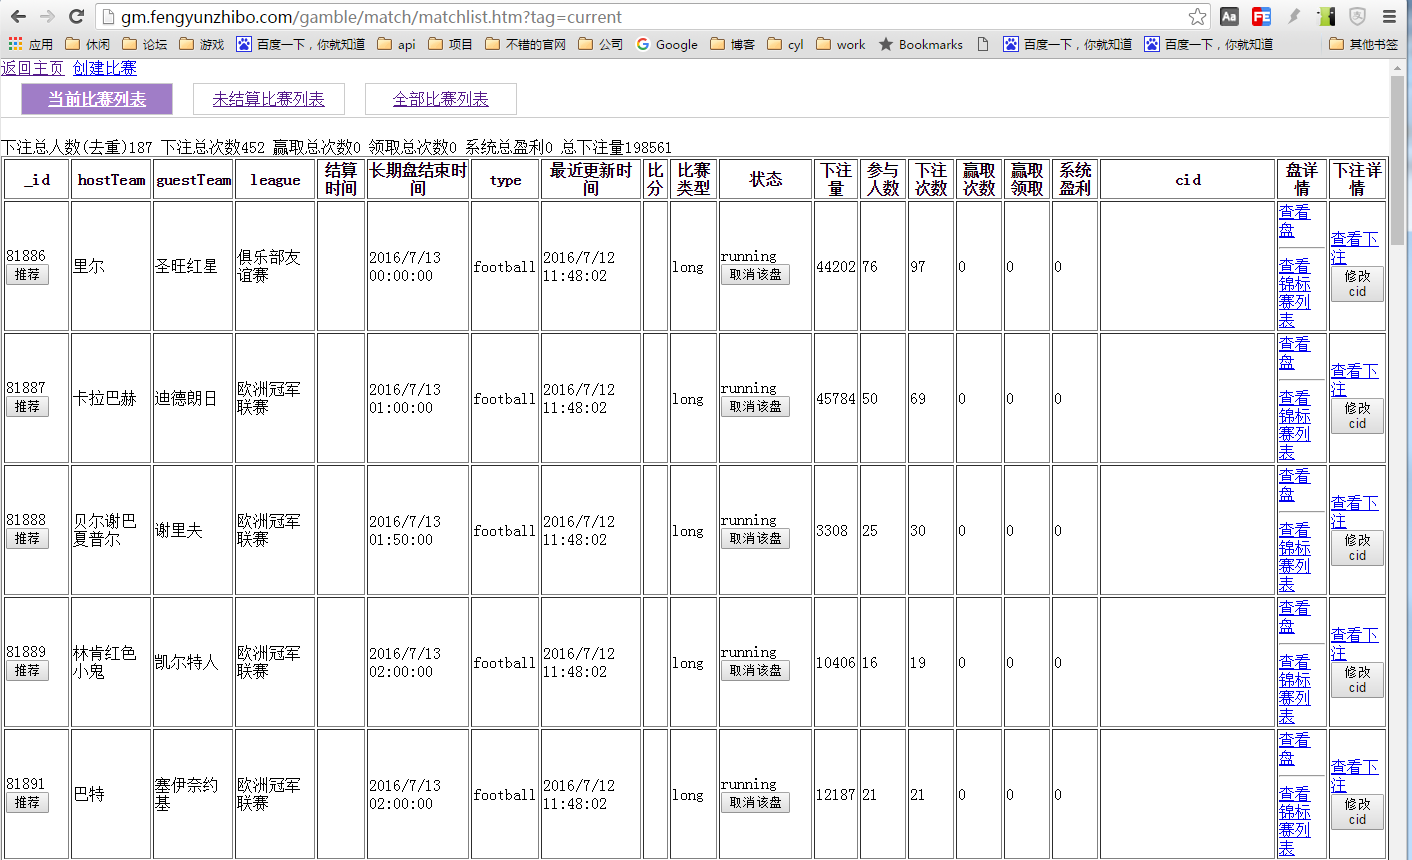 gm.fengyunzhibo.com/gamble/match/matchlist.htm?tag=current
应用 休闲 论坛 游戏 百度一下，你就知道 api 项目 不错的官网 公司 Google 博客 cyl work Bookmarks 百度一下，你就知道 百度一下，你就知道 其他书签
返回主页 创建比赛
当前比赛列表 未结算比赛列表 全部比赛列表
下注总人数(去重)187 下注总次数452 赢取总次数0 领取总次数0 系统总盈利0 总下注量198561
_id hostTeam guestTeam league 结算时间 长期盘结束时间 type 最近更新时间 比分 比赛类型 状态 下注量 参与人数 下注次数 赢取次数 赢取领取 系统盈利 cid 盘详情 下注详情
81886 推荐 里尔 圣旺红星 俱乐部友谊赛 2016/7/13 00:00:00 football 2016/7/12 11:48:02 long running 取消该盘 44202 76 97 0 0 0 查看盘 查看锦标赛列表 查看下注 修改cid
81887 推荐 卡拉巴赫 迪德朗日 欧洲冠军联赛 2016/7/13 01:00:00 football 2016/7/12 11:48:02 long running 取消该盘 45784 50 69 0 0 0 查看盘 查看锦标赛列表 查看下注 修改cid
81888 推荐 贝尔谢巴夏普尔 谢里夫 欧洲冠军联赛 2016/7/13 01:50:00 football 2016/7/12 11:48:02 long running 取消该盘 3308 25 30 0 0 0 查看盘 查看锦标赛列表 查看下注 修改cid
81889 推荐 林肯红色小鬼 凯尔特人 欧洲冠军联赛 2016/7/13 02:00:00 football 2016/7/12 11:48:02 long running 取消该盘 10406 16 19 0 0 0 查看盘 查看锦标赛列表 查看下注 修改cid
81891 推荐 巴特 塞伊奈约基 欧洲冠军联赛 2016/7/13 02:00:00 football 2016/7/12 11:48:02 long running 取消该盘 12187 21 21 0 0 0 查看盘 查看锦标赛列表 查看下注 修改cid